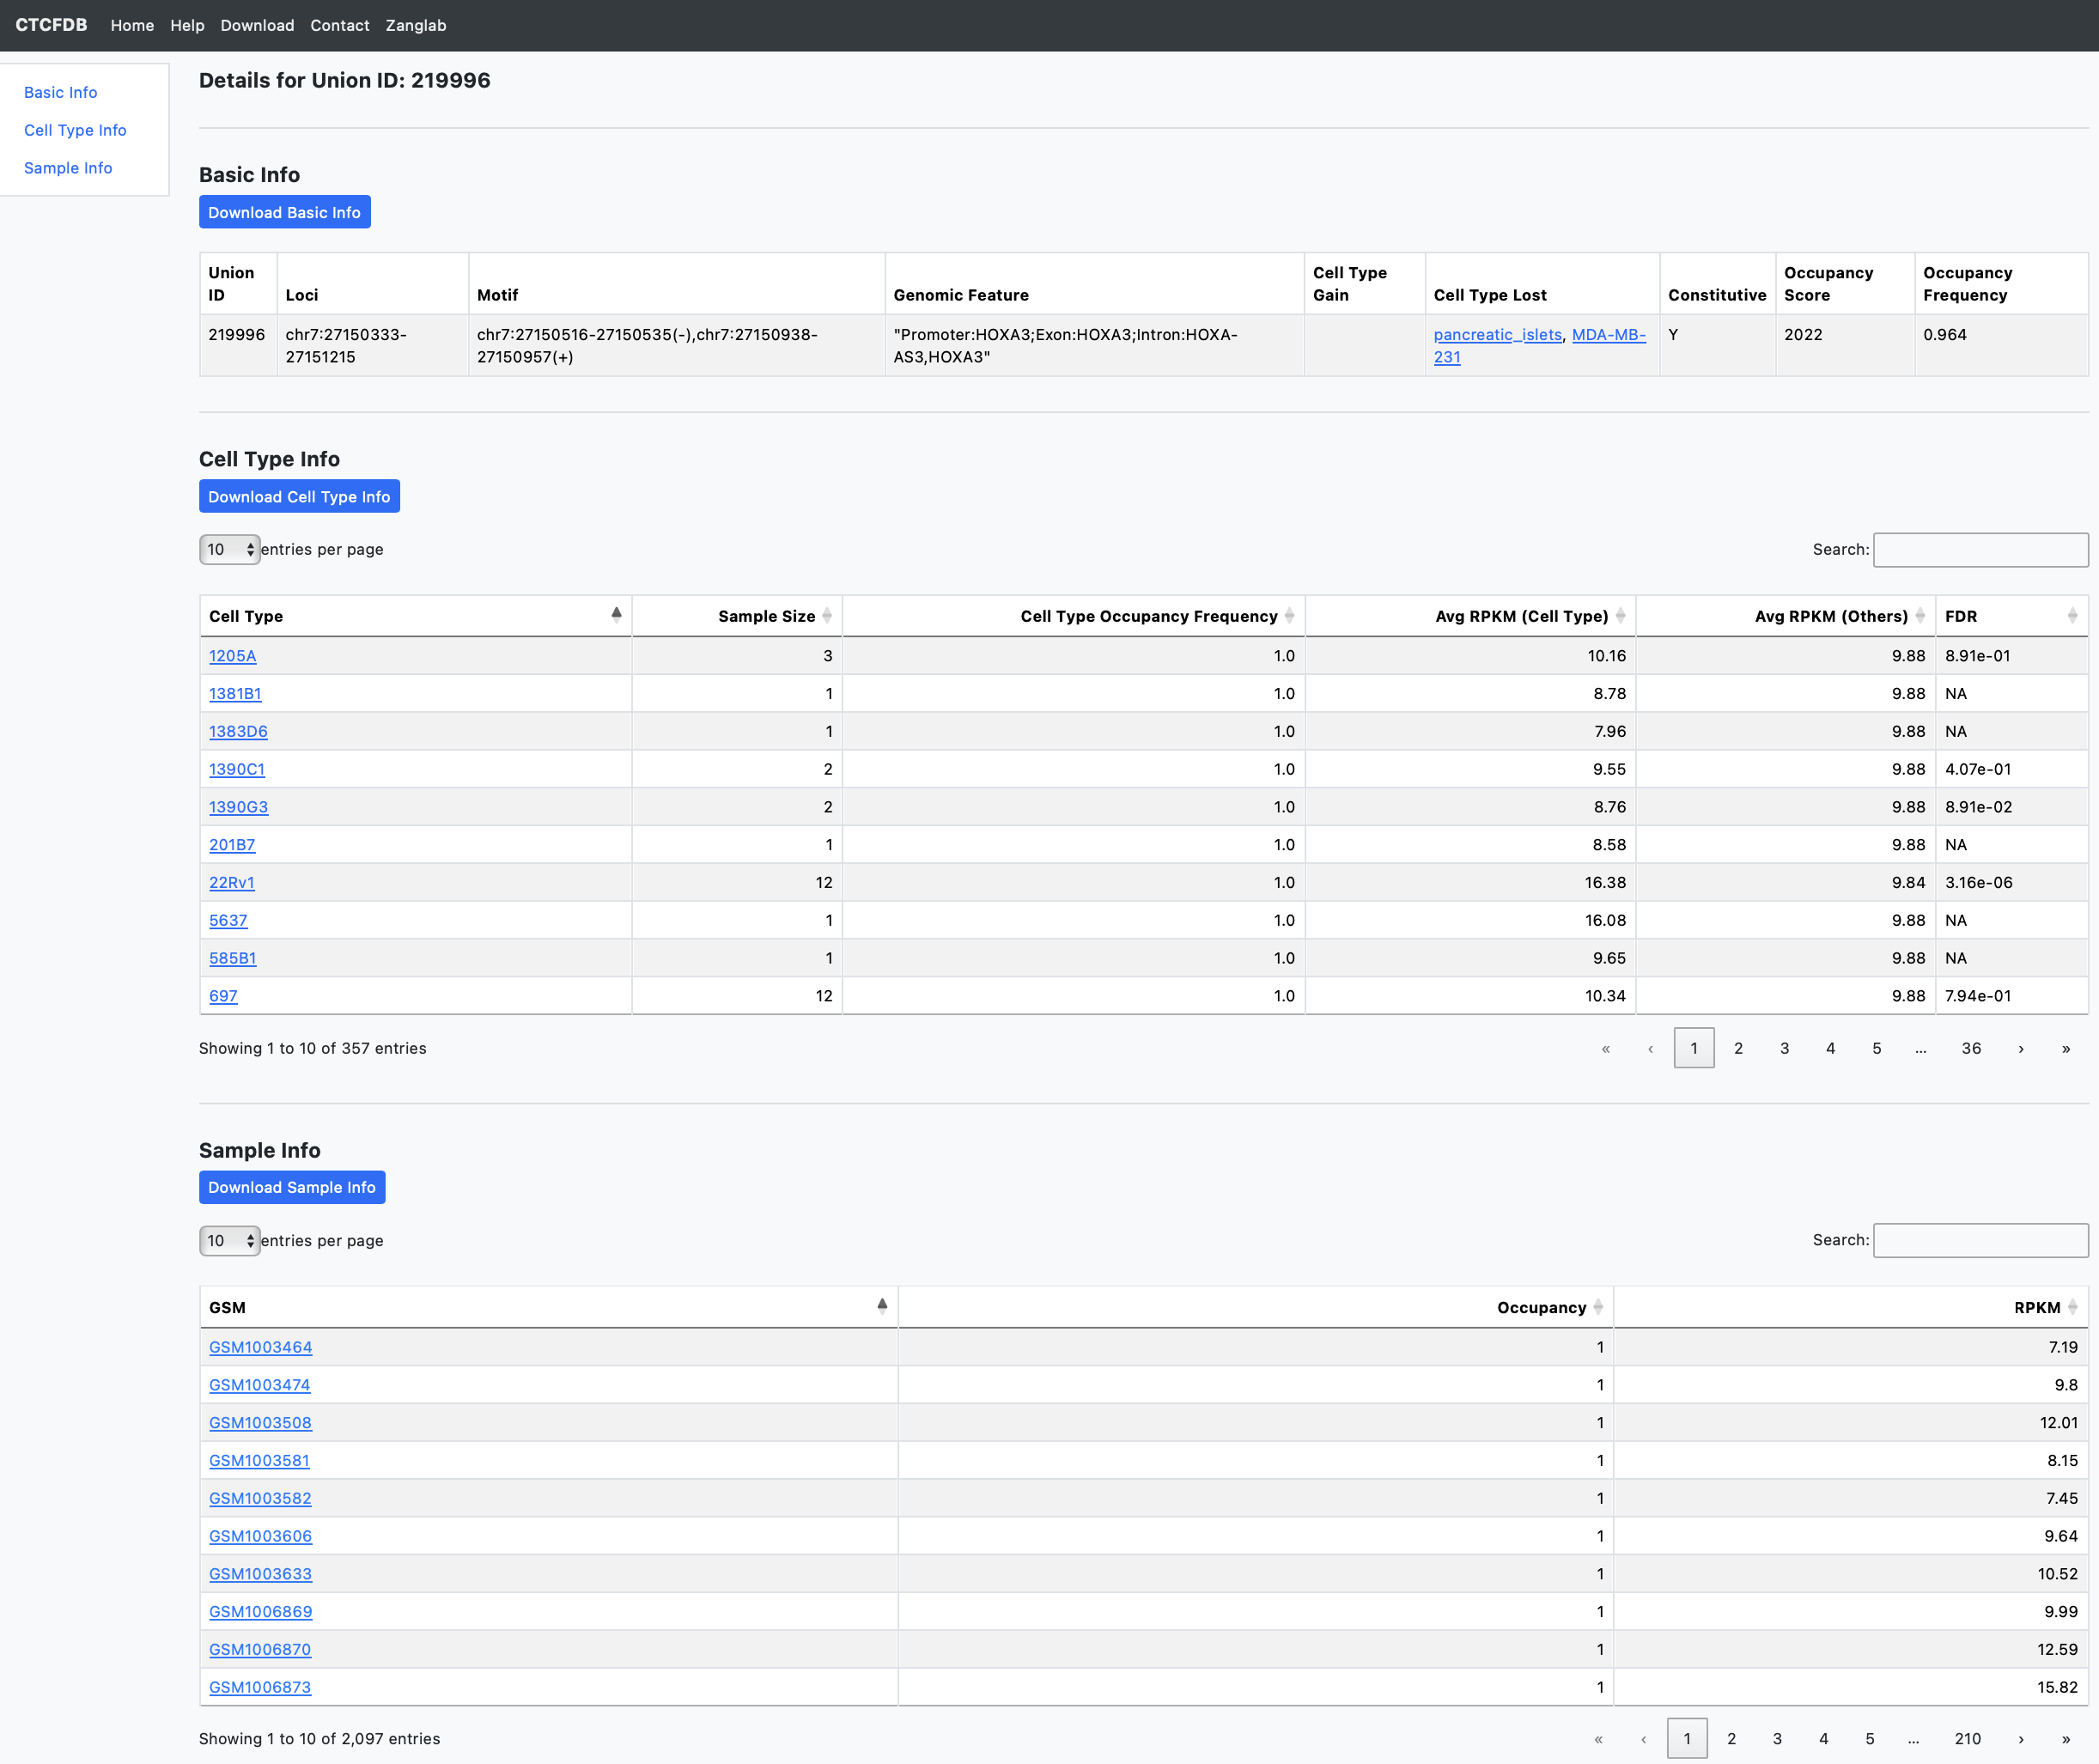 CTCFDB Home Help Download Contact Zanglab
Basic Info
Cell Type Info
Sample Info
Details for Union ID: 219996
Basic Info
Download Basic Info
Union ID Loci Motif Genomic Feature Cell Type Gain Cell Type Lost Constitutive Occupancy Score Occupancy Frequency
219996 chr7:27150333-27151215 chr7:27150516-27150535(-),chr7:27150938-27150957(+) "Promoter:HOXA3;Exon:HOXA3;Intron:HOXA-AS3,HOXA3" pancreatic_islets, MDA-MB-231 Y 2022 0.964
Cell Type Info
Download Cell Type Info
10 entries per page Search:
Cell Type Sample Size Cell Type Occupancy Frequency Avg RPKM (Cell Type) Avg RPKM (Others) FDR
1205A 3 1.0 10.16 9.88 8.91e-01
1381B1 1 1.0 8.78 9.88 NA
1383D6 1 1.0 7.96 9.88 NA
1390C1 2 1.0 9.55 9.88 4.07e-01
1390G3 2 1.0 8.76 9.88 8.91e-02
201B7 1 1.0 8.58 9.88 NA
22Rv1 12 1.0 16.38 9.84 3.16e-06
5637 1 1.0 16.08 9.88 NA
585B1 1 1.0 9.65 9.88 NA
697 12 1.0 10.34 9.88 7.94e-01
Showing 1 to 10 of 357 entries « ‹ 1 2 3 4 5 … 36 › »
Sample Info
Download Sample Info
10 entries per page Search:
GSM Occupancy RPKM
GSM1003464 1 7.19
GSM1003474 1 9.8
GSM1003508 1 12.01
GSM1003581 1 8.15
GSM1003582 1 7.45
GSM1003606 1 9.64
GSM1003633 1 10.52
GSM1006869 1 9.99
GSM1006870 1 12.59
GSM1006873 1 15.82
Showing 1 to 10 of 2,097 entries « ‹ 1 2 3 4 5 … 210 › »